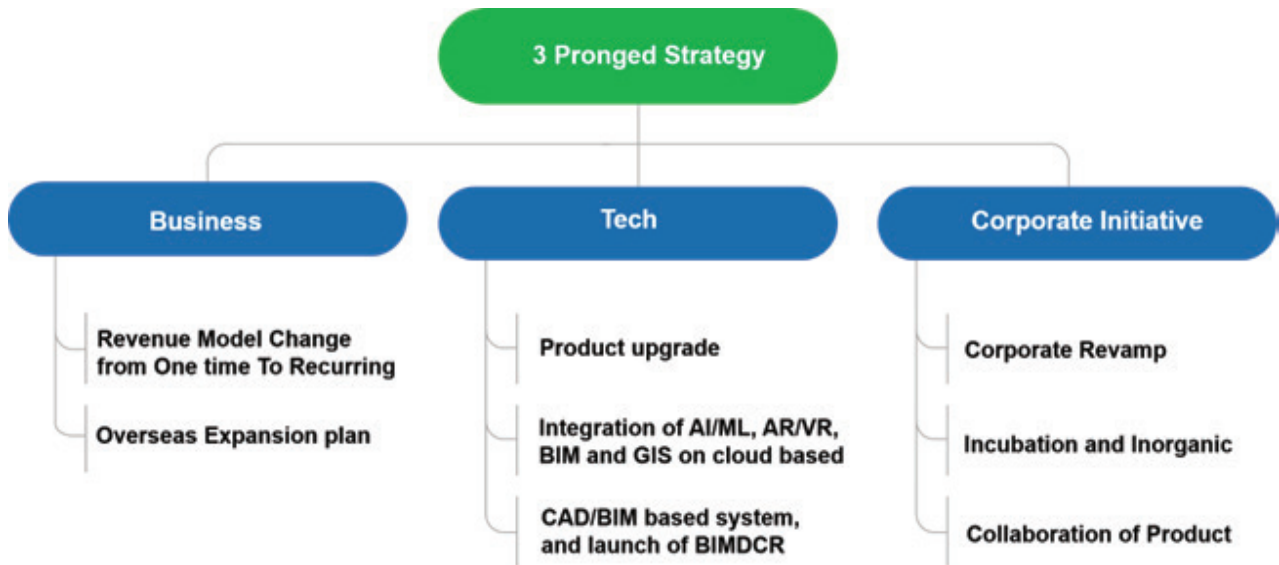 3 Pronged Strategy
Business
Tech
Corporate Initiative
Revenue Model Change
from One time To Recurring
Overseas Expansion plan
Product upgrade
Integration of AI/ML, AR/VR,
BIM and GIS on cloud based
CAD/BIM based system,
and launch of BIMDCR
Corporate Revamp
Incubation and Inorganic
Collaboration of Product